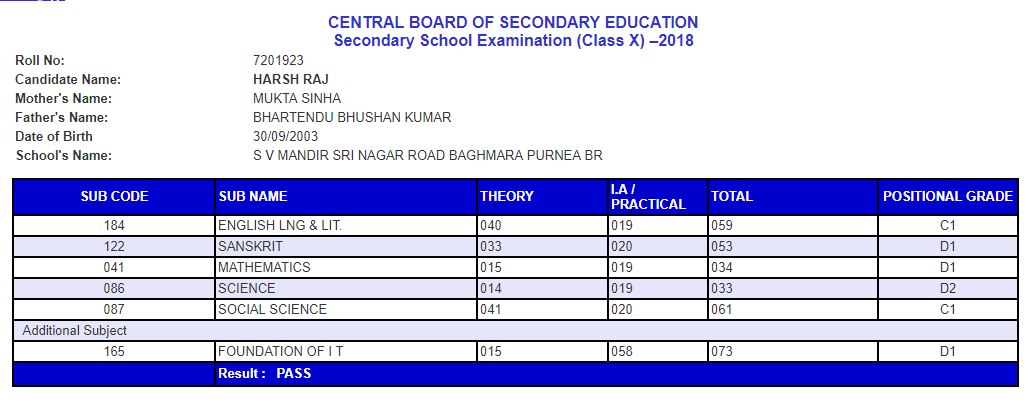 CENTRAL BOARD OF SECONDARY EDUCATION
Secondary School Examination (Class X) –2018
Roll No: 7201923
Candidate Name: HARSH RAJ
Mother's Name: MUKTA SINHA
Father's Name: BHARTENDU BHUSHAN KUMAR
Date of Birth 30/09/2003
School's Name: S V MANDIR SRI NAGAR ROAD BAGHMARA PURNEA BR
SUB CODE SUB NAME THEORY I.A / PRACTICAL TOTAL POSITIONAL GRADE
184 ENGLISH LNG & LIT. 040 019 059 C1
122 SANSKRIT 033 020 053 D1
041 MATHEMATICS 015 019 034 D1
086 SCIENCE 014 019 033 D2
087 SOCIAL SCIENCE 041 020 061 C1
Additional Subject
165 FOUNDATION OF I T 015 058 073 D1
Result : PASS